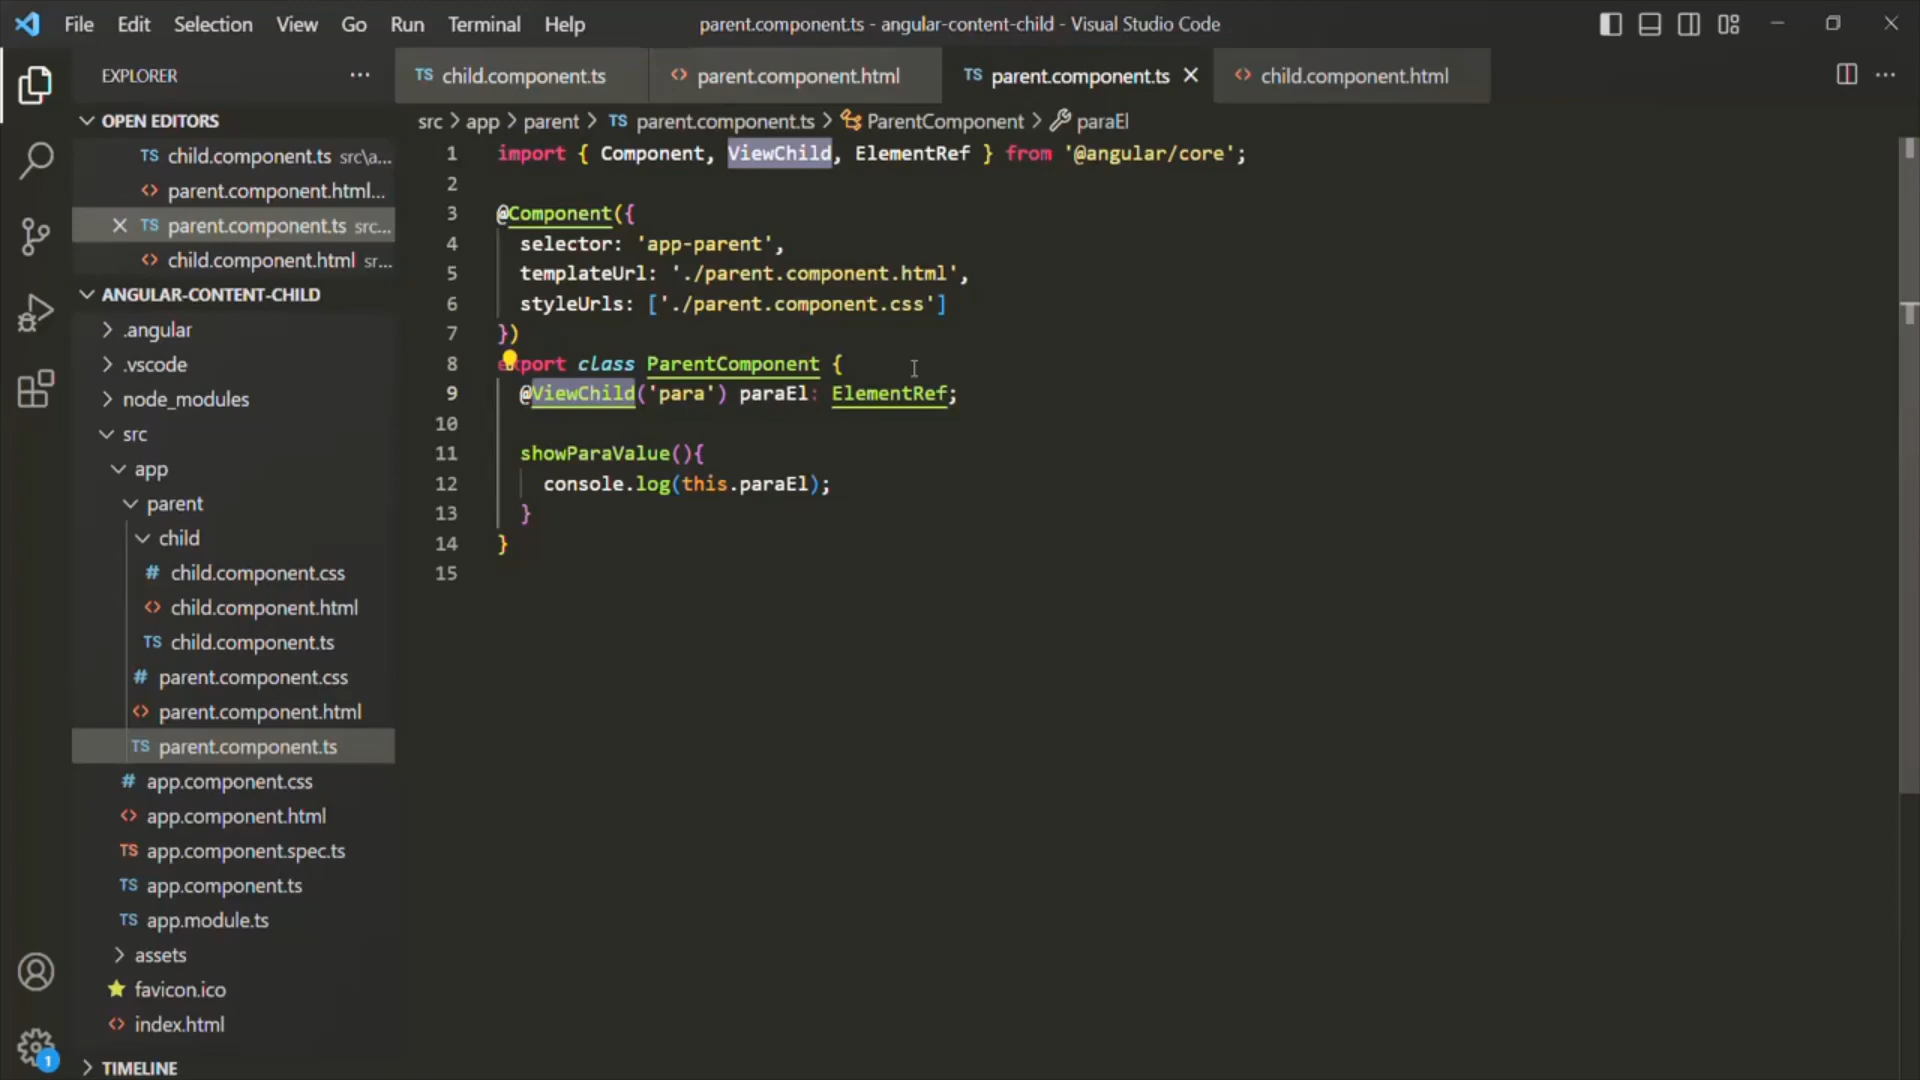 File Edit Selection View Go Run Terminal Help parent.component.ts - angular-content-child - Visual Studio Code
EXPLORER ···
TS child.component.ts <> parent.component.html TS parent.component.ts × <> child.component.html ···
OPEN EDITORS
TS child.component.ts src\a...
<> parent.component.html...
× TS parent.component.ts src...
<> child.component.html sr...
ANGULAR-CONTENT-CHILD
> .angular
> .vscode
> node_modules
src
app
parent
child
# child.component.css
<> child.component.html
TS child.component.ts
# parent.component.css
<> parent.component.html
TS parent.component.ts
# app.component.css
<> app.component.html
TS app.component.spec.ts
TS app.component.ts
TS app.module.ts
> assets
favicon.ico
<> index.html
> TIMELINE
1
src > app > parent > TS parent.component.ts > ParentComponent > paraEl
1 import { Component, ViewChild, ElementRef } from '@angular/core';
2
3 @Component({
4 selector: 'app-parent',
5 templateUrl: './parent.component.html',
6 styleUrls: ['./parent.component.css']
7 })
8 export class ParentComponent {
9 @ViewChild('para') paraEl: ElementRef;
10
11 showParaValue(){
12 console.log(this.paraEl);
13 }
14 }
15